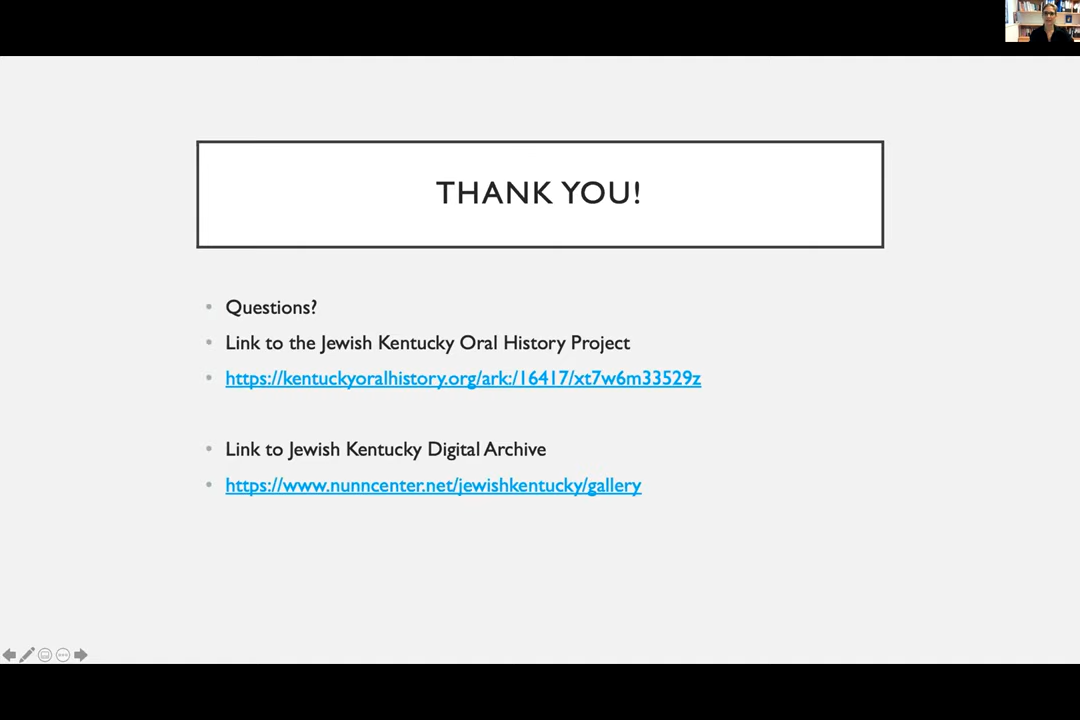 THANK YOU!
Questions?
Link to the Jewish Kentucky Oral History Project
https://kentuckyoralhistory.org/ark:/16417/xt7w6m33529z
Link to Jewish Kentucky Digital Archive
https://www.nunncenter.net/jewishkentucky/gallery